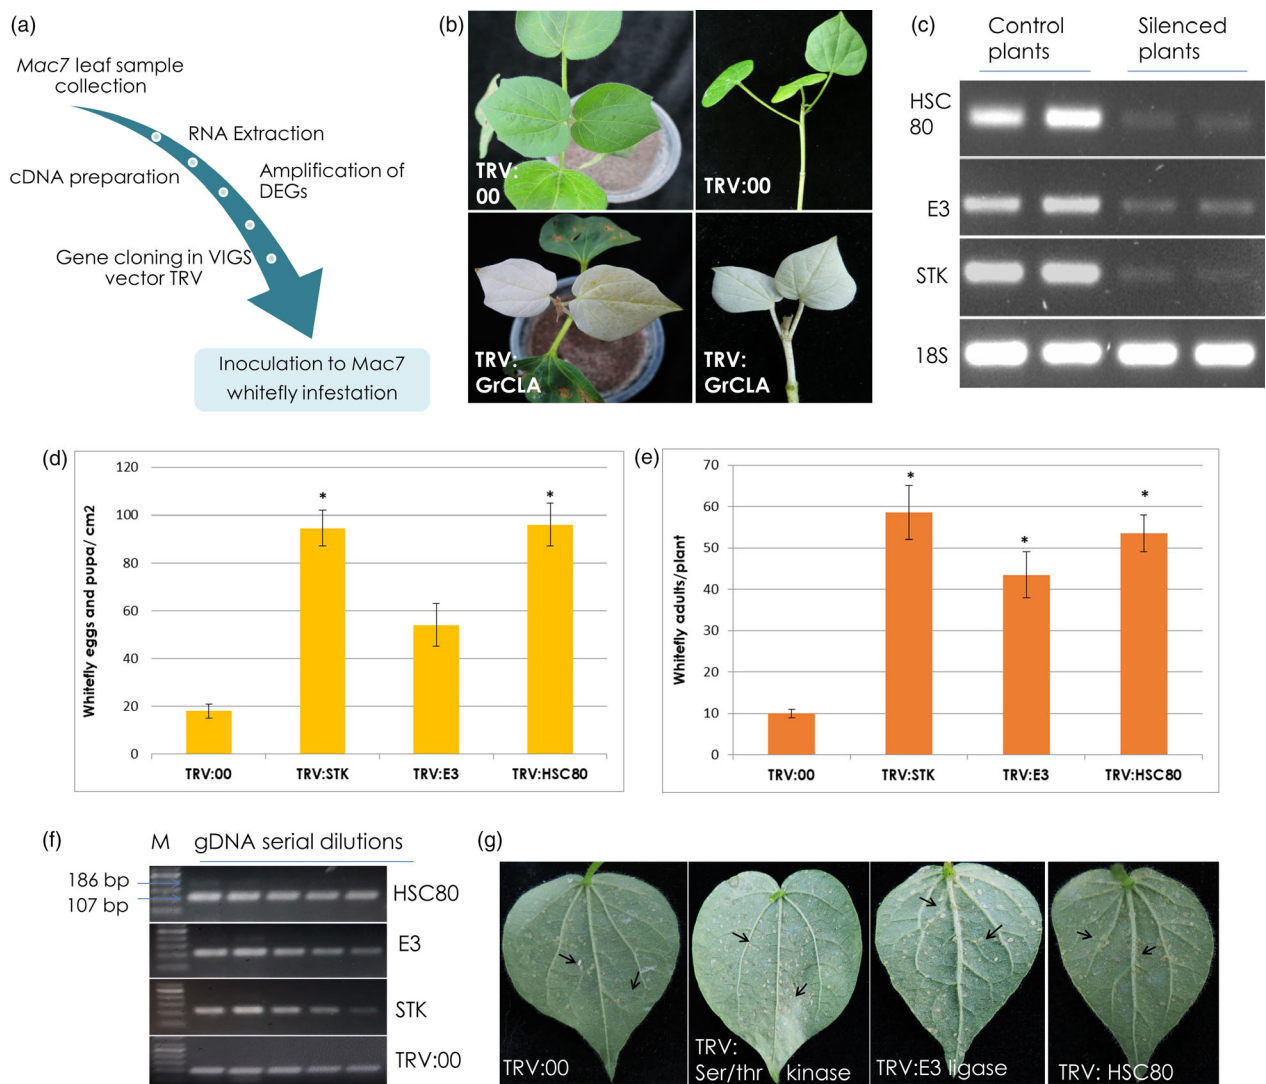 (a)
Mac7 leaf sample
collection
RNA Extraction
cDNA preparation
Amplification of
DEGs
Gene cloning in VIGS
vector TRV
Inoculation to Mac7
whitefly infestation
(b)
TRV:
00
TRV:00
TRV:
GrCLA
TRV:
GrCLA
(c)
Control
plants
Silenced
plants
HSC
80
E3
STK
18S
(d)
Whitefly eggs and pupa/ cm2
120
100
80
60
40
20
0
*
*
TRV:00
TRV:STK
TRV:E3
TRV:HSC80
(e)
Whitefly adults/plant
70
60
50
40
30
20
10
0
*
*
*
TRV:00
TRV:STK
TRV:E3
TRV:HSC80
(f)
M
gDNA serial dilutions
186 bp
107 bp
HSC80
E3
STK
TRV:00
(g)
TRV:00
TRV:
Ser/thr kinase
TRV:E3 ligase
TRV: HSC80